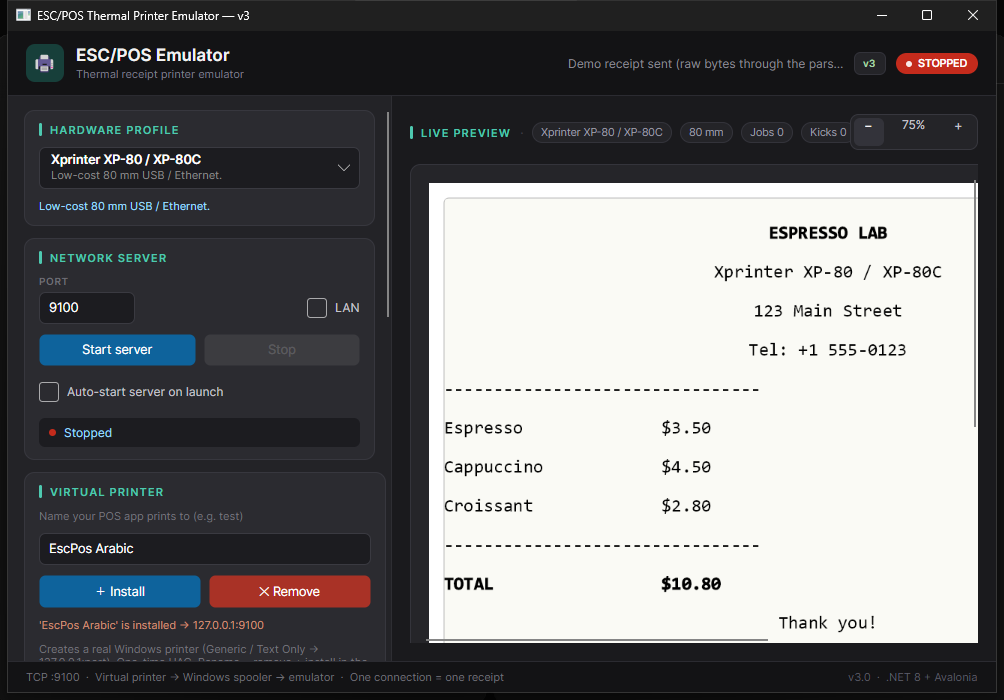 ESC/POS Thermal Printer Emulator — v3
ESC/POS Emulator
Thermal receipt printer emulator
Demo receipt sent (raw bytes through the pars...
v3
STOPPED
HARDWARE PROFILE
Xprinter XP-80 / XP-80C
Low-cost 80 mm USB / Ethernet.
Low-cost 80 mm USB / Ethernet.
NETWORK SERVER
PORT
9100
LAN
Start server
Stop
Auto-start server on launch
Stopped
VIRTUAL PRINTER
Name your POS app prints to (e.g. test)
EscPos Arabic
+ Install
× Remove
'EscPos Arabic' is installed → 127.0.0.1:9100
Creates a real Windows printer (Generic / Text Only →
LIVE PREVIEW
·
Xprinter XP-80 / XP-80C
80 mm
Jobs 0
Kicks 0
− 75% +
ESPRESSO LAB
Xprinter XP-80 / XP-80C
123 Main Street
Tel: +1 555-0123
--------------------------------
Espresso $3.50
Cappuccino $4.50
Croissant $2.80
--------------------------------
TOTAL $10.80
Thank you!
TCP :9100 · Virtual printer → Windows spooler → emulator · One connection = one receipt
v3.0 · .NET 8 + Avalonia